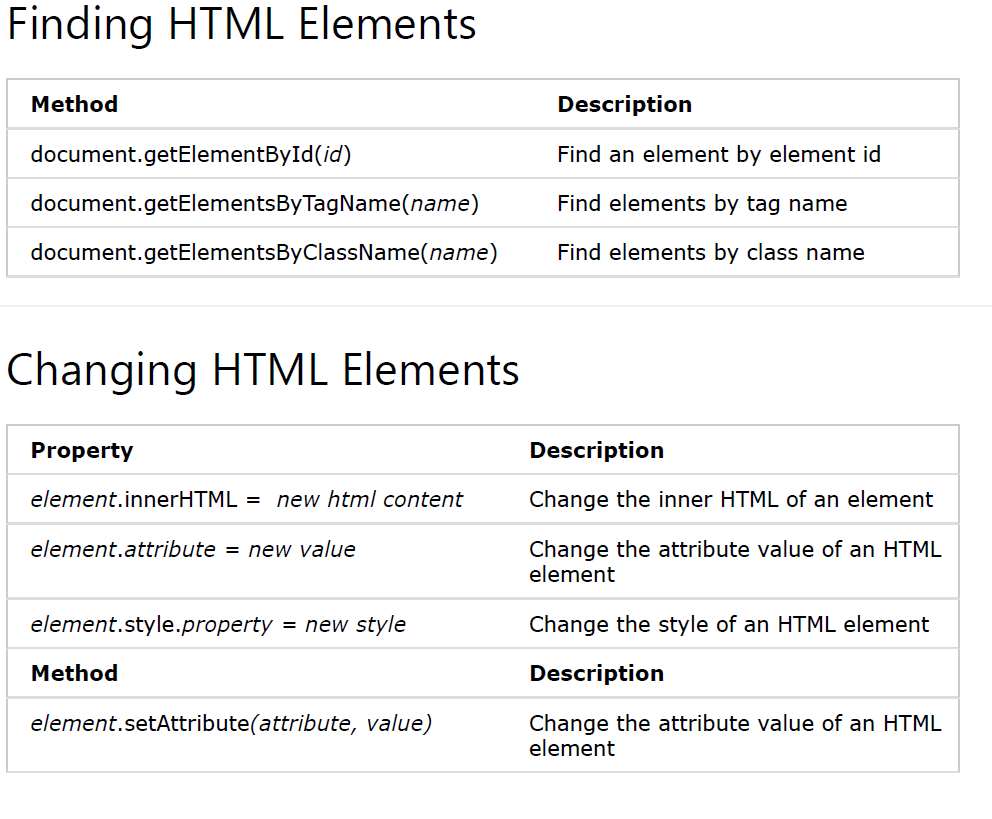 Finding HTML Elements
Method Description
document.getElementById(id) Find an element by element id
document.getElementsByTagName(name) Find elements by tag name
document.getElementsByClassName(name) Find elements by class name
Changing HTML Elements
Property Description
element.innerHTML = new html content Change the inner HTML of an element
element.attribute = new value Change the attribute value of an HTML
element
element.style.property = new style Change the style of an HTML element
Method Description
element.setAttribute(attribute, value) Change the attribute value of an HTML
element